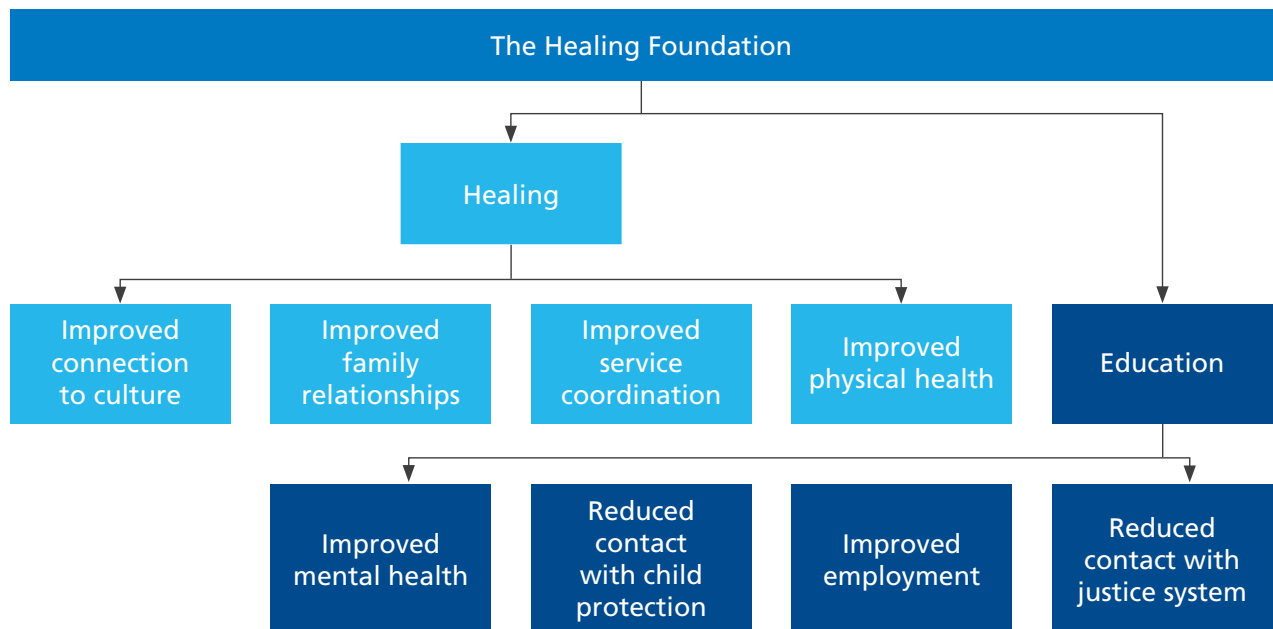 The Healing Foundation
Healing
Improved
connection
to culture
Improved
family
relationships
Improved
service
coordination
Improved
physical health
Education
Improved
mental health
Reduced
contact
with child
protection
Improved
employment
Reduced
contact with
justice system